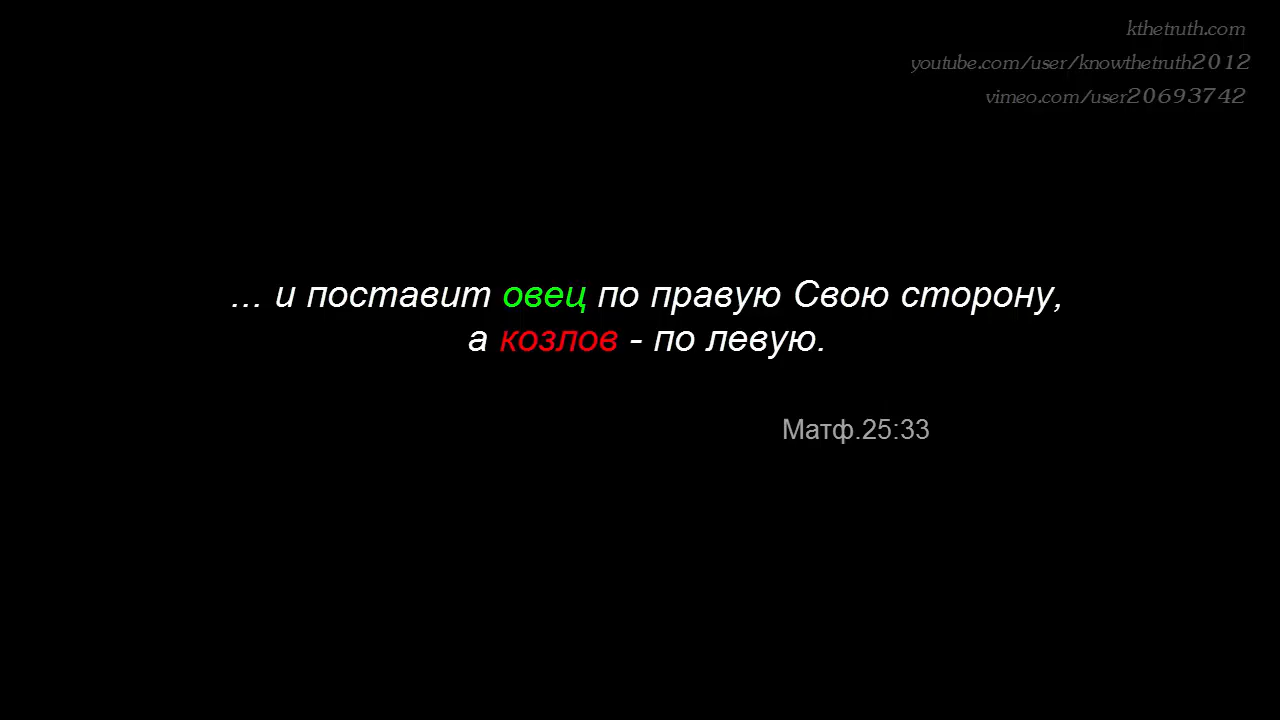 kthetruth.com
youtube.com/user/knowthetruth2012
vimeo.com/user20693742
... и поставит овец по правую Свою сторону,
а козлов - по левую.
Матф.25:33